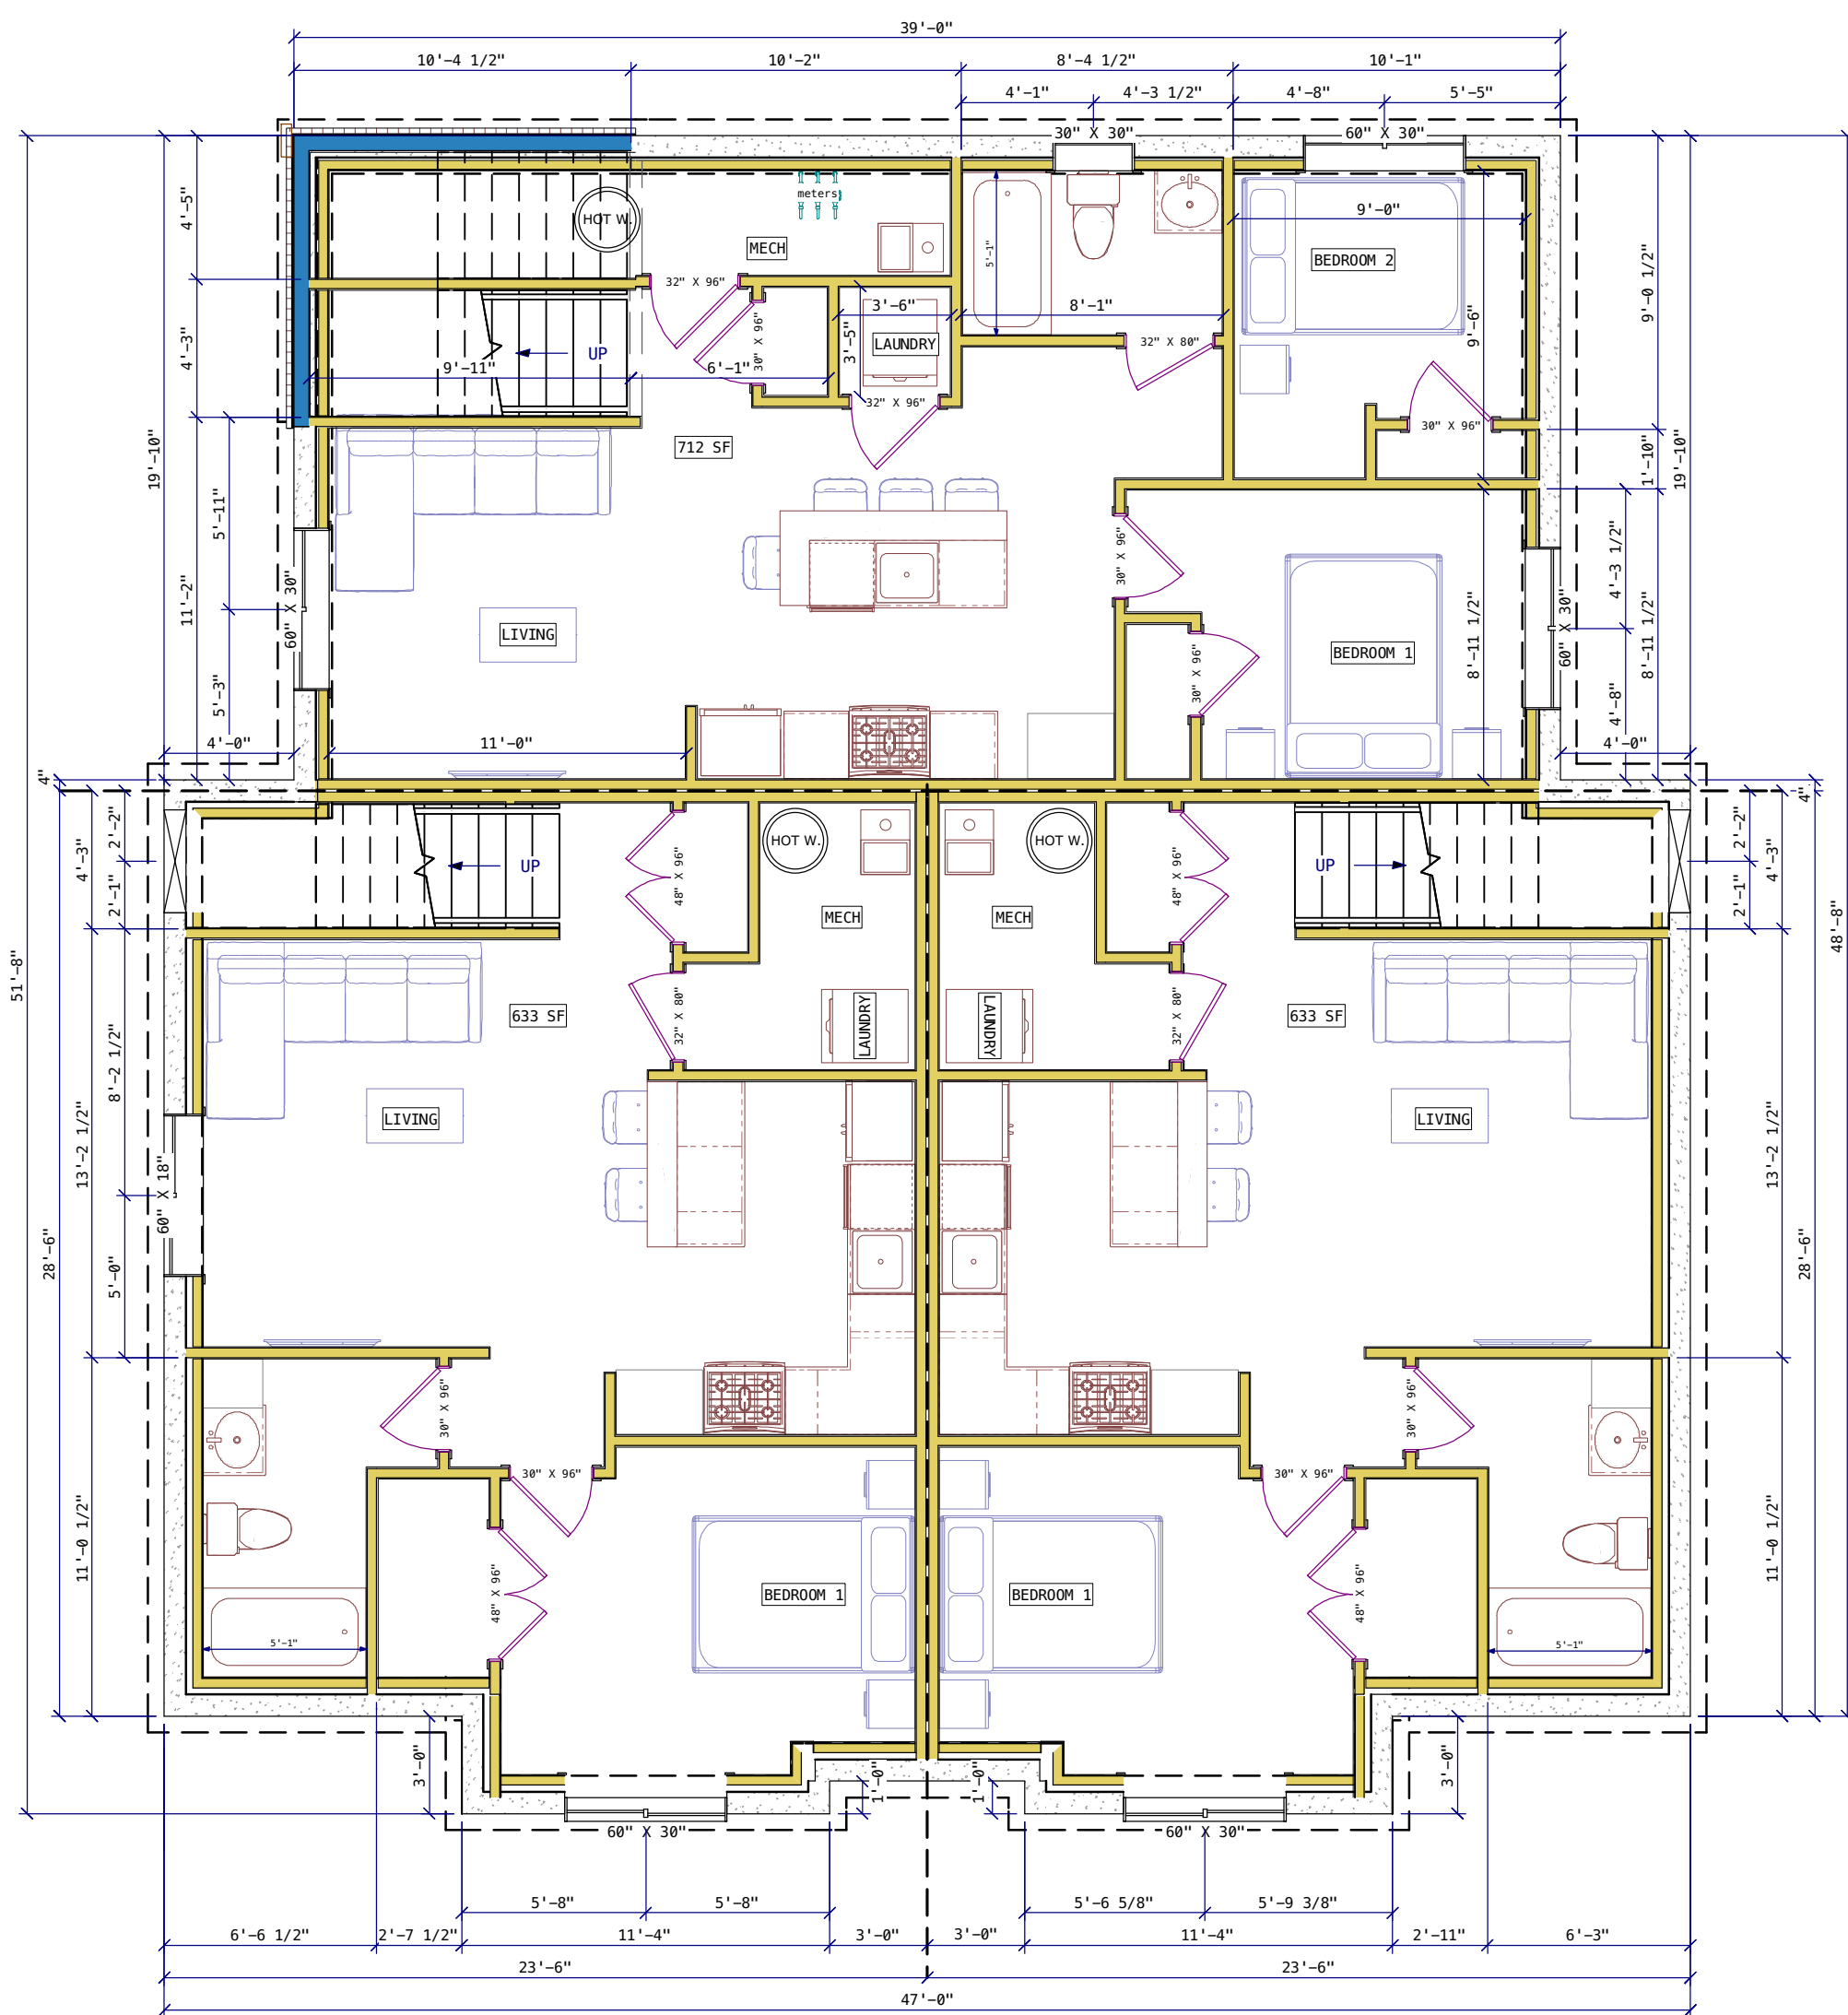 39'-0"
10'-4 1/2"
10'-2"
8'-4 1/2"
10'-1"
4'-1"
4'-3 1/2"
4'-8"
5'-5"
30" X 30"
60" X 30"
4'-5"
meters
HOT W.
MECH
5'-1"
9'-0"
BEDROOM 2
9'-0 1/2"
32" X 96"
3'-6"
8'-1"
30" X 96"
3'-5"
LAUNDRY
32" X 80"
9'-6"
4'-3"
UP
9'-11"
6'-1"
32" X 96"
30" X 96"
712 SF
19'-10"
1'-10"
19'-10"
5'-11"
11'-2"
30" X 96"
4'-3 1/2"
60" X 30"
LIVING
8'-11 1/2"
BEDROOM 1
60" X 30"
8'-11 1/2"
30" X 96"
5'-3"
4'-8"
4'-0"
11'-0"
4'-0"
4"
4"
2'-2"
4'-3"
2'-1"
UP
48" X 96"
HOT W.
HOT W.
48" X 96"
UP
2'-2"
4'-3"
2'-1"
MECH
MECH
48'-8"
51'-8"
633 SF
32" X 80"
LAUNDRY
LAUNDRY
32" X 80"
633 SF
8'-2 1/2"
LIVING
LIVING
13'-2 1/2"
13'-2 1/2"
60" X 18"
28'-6"
28'-6"
5'-0"
30" X 96"
30" X 96"
30" X 96"
30" X 96"
11'-0 1/2"
11'-0 1/2"
48" X 96"
BEDROOM 1
BEDROOM 1
48" X 96"
5'-1"
5'-1"
3'-0"
1'-0"
1'-0"
3'-0"
60" X 30"
60" X 30"
5'-8"
5'-8"
5'-6 5/8"
5'-9 3/8"
6'-6 1/2"
2'-7 1/2"
11'-4"
3'-0"
3'-0"
11'-4"
2'-11"
6'-3"
23'-6"
23'-6"
47'-0"